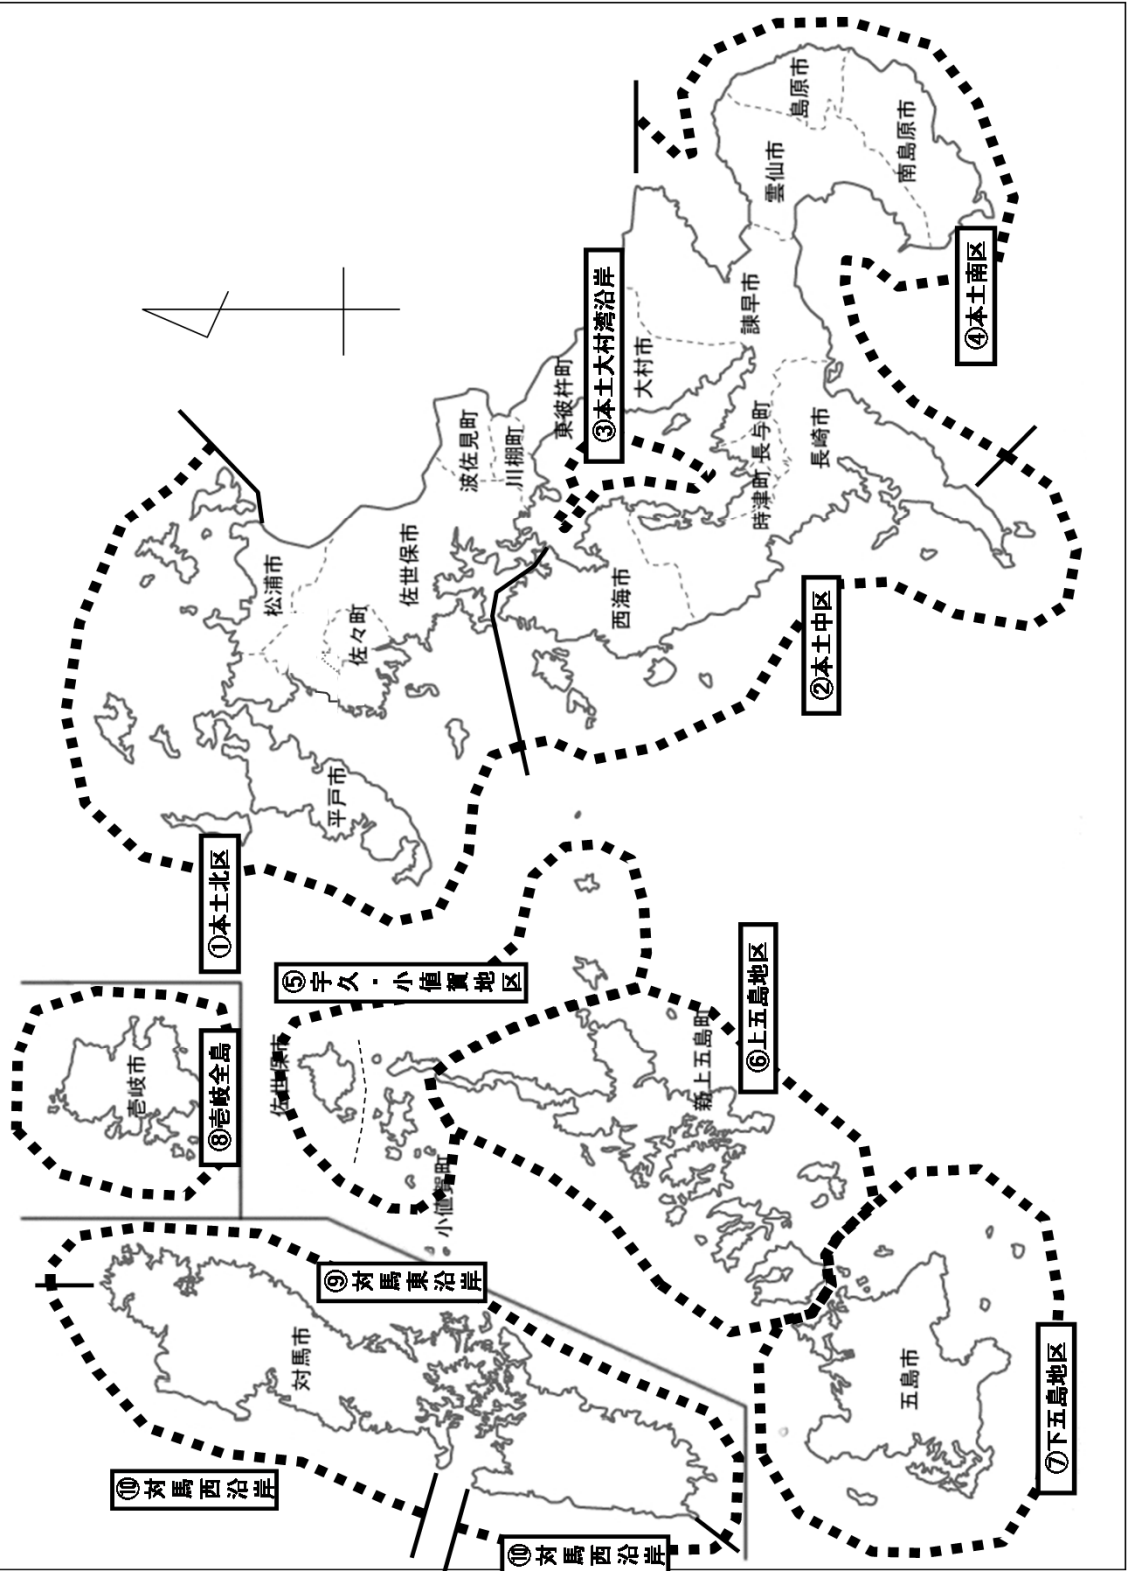 ⑩対馬西沿岸
⑩対馬西沿岸
⑨対馬東沿岸
対馬市
⑧壱岐全島
壱岐市
①本土北区
平戸市
松浦市
佐々町
佐世保市
波佐見町
川棚町
東彼杵町
③本土大村湾沿岸
大村市
西海市
時津町
長与町
諫早市
長崎市
②本土中区
雲仙市
島原市
南島原市
④本土南区
⑤宇久・小値賀地区
佐世保市
小値賀町
新上五島町
⑥上五島地区
五島市
⑦下五島地区